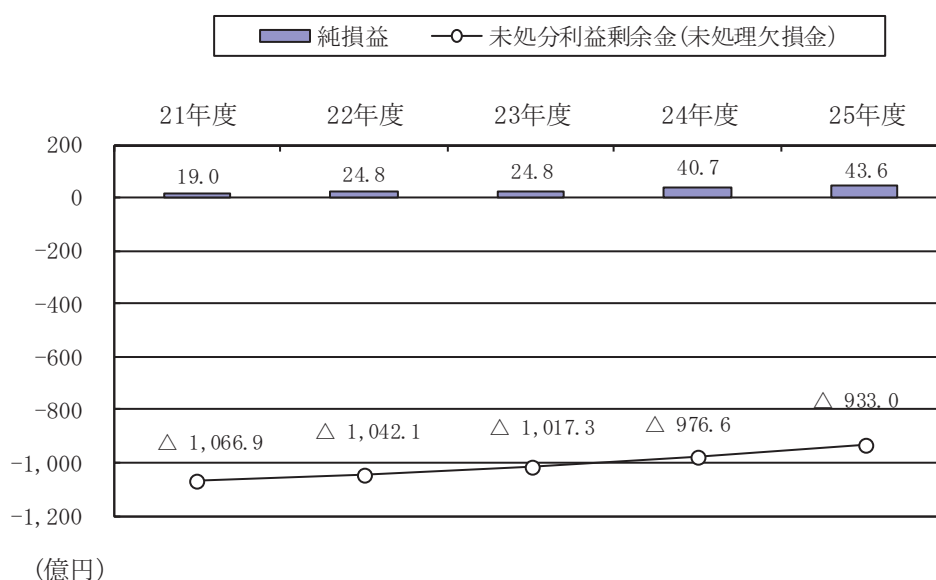 純損益 未処分利益剰余金(未処理欠損金)
21年度 22年度 23年度 24年度 25年度
200
19.0 24.8 24.8 40.7 43.6
0
-200
-400
-600
-800
△ 1,066.9 △ 1,042.1 △ 1,017.3 △ 976.6 △ 933.0
-1,000
-1,200
(億円)